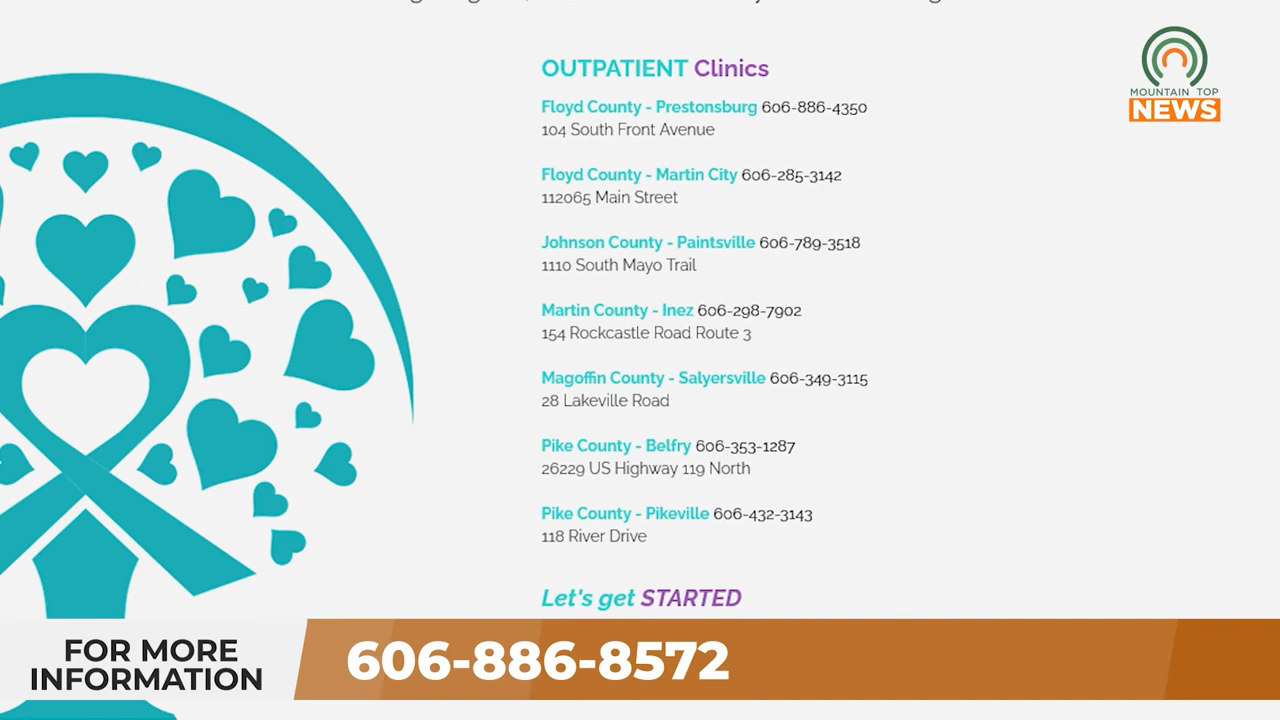 OUTPATIENT Clinics
Floyd County - Prestonsburg 606-886-4350
104 South Front Avenue
Floyd County - Martin City 606-285-3142
112065 Main Street
Johnson County - Paintsville 606-789-3518
1110 South Mayo Trail
Martin County - Inez 606-298-7902
154 Rockcastle Road Route 3
Magoffin County - Salyersville 606-349-3115
28 Lakeville Road
Pike County - Belfry 606-353-1287
26229 US Highway 119 North
Pike County - Pikeville 606-432-3143
118 River Drive
Let's get STARTED
MOUNTAIN TOP
NEWS
FOR MORE
INFORMATION
606-886-8572